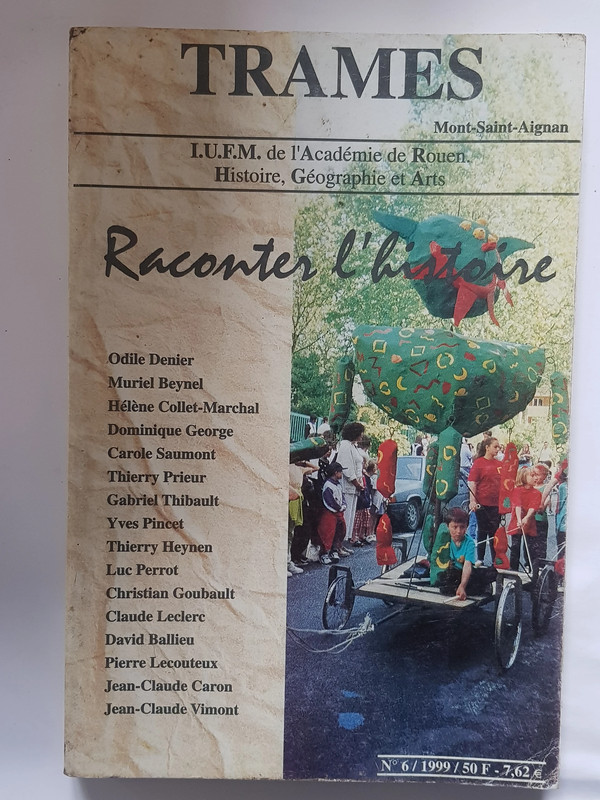 TRAMES
Mont-Saint-Aignan
I.U.F.M. de l'Académie de Rouen.
Histoire, Géographie et Arts
Raconter l'histoire
Odile Denier
Muriel Beynel
Hélène Collet-Marchal
Dominique George
Carole Saumont
Thierry Prieur
Gabriel Thibault
Yves Pincet
Thierry Heynen
Luc Perrot
Christian Goubault
Claude Leclerc
David Ballieu
Pierre Lecouteux
Jean-Claude Caron
Jean-Claude Vimont
N° 6 / 1999 / 50 F - 7,62 €